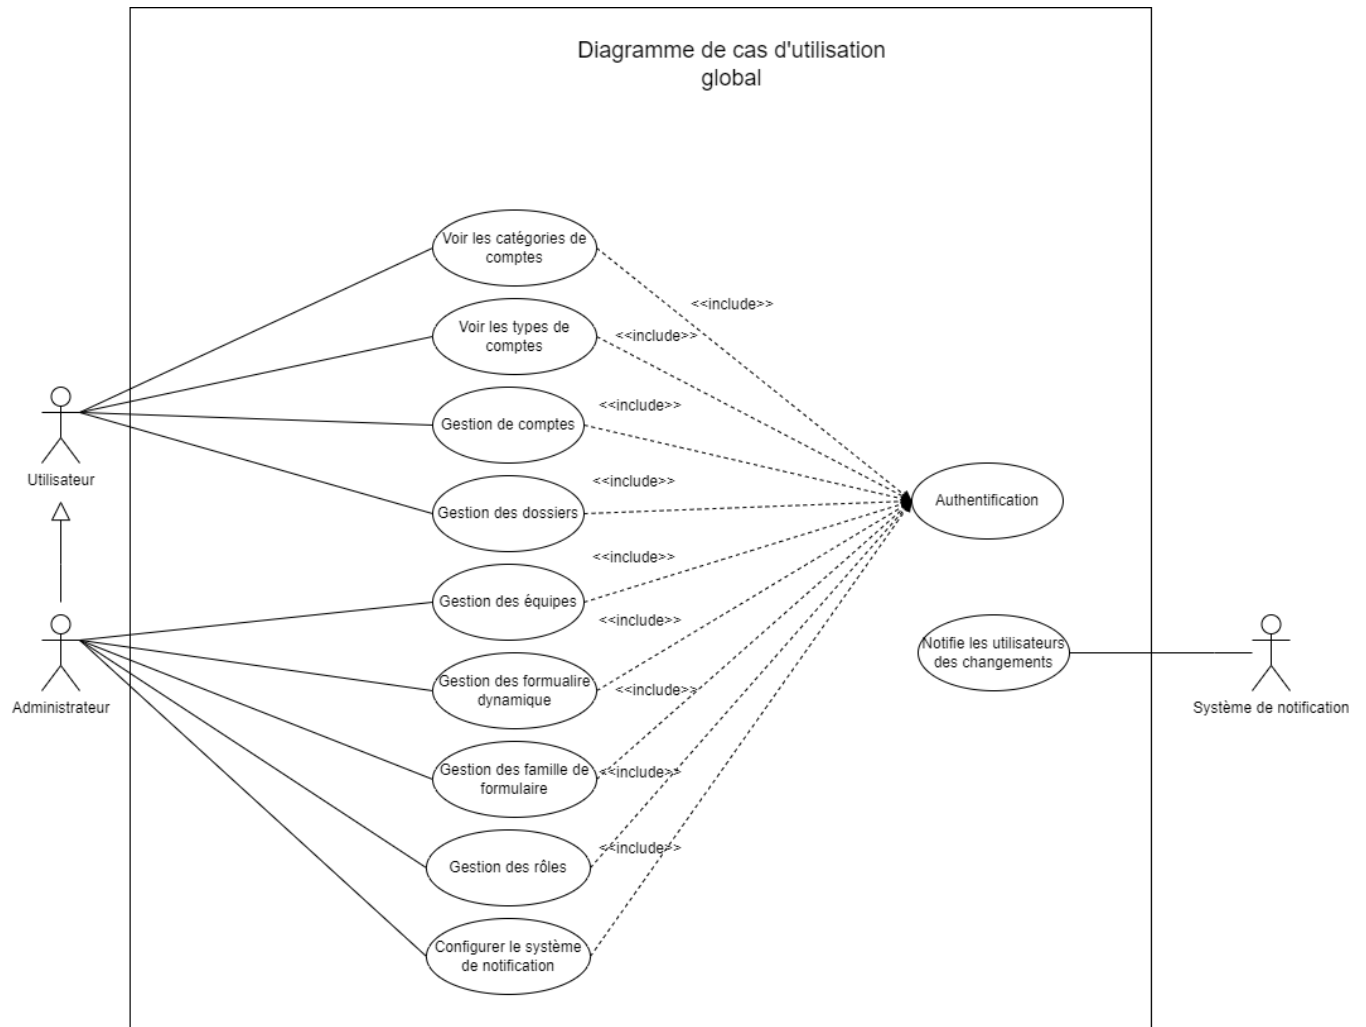 Diagramme de cas d'utilisation
global
Voir les catégories de
comptes
<<include>>
Voir les types de
comptes
<<include>>
Gestion de comptes
<<include>>
Utilisateur
Gestion des dossiers
<<include>>
Authentification
Gestion des équipes
<<include>>
<<include>>
Notifie les utilisateurs
des changements
Gestion des formualire
dynamique
<<include>>
Administrateur
Système de notification
Gestion des famille de
formulaire
<<include>>
Gestion des rôles
<<include>>
Configurer le système
de notification